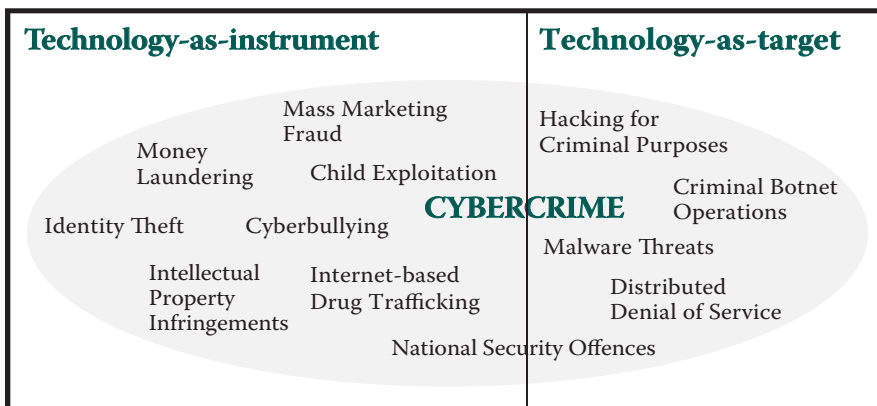 Technology-as-instrument
Technology-as-target
Mass Marketing
Fraud
Hacking for
Criminal Purposes
Money
Laundering
Child Exploitation
Criminal Botnet
Operations
CYBERCRIME
Identity Theft
Cyberbullying
Malware Threats
Intellectual
Property
Infringements
Internet-based
Drug Trafficking
Distributed
Denial of Service
National Security Offences